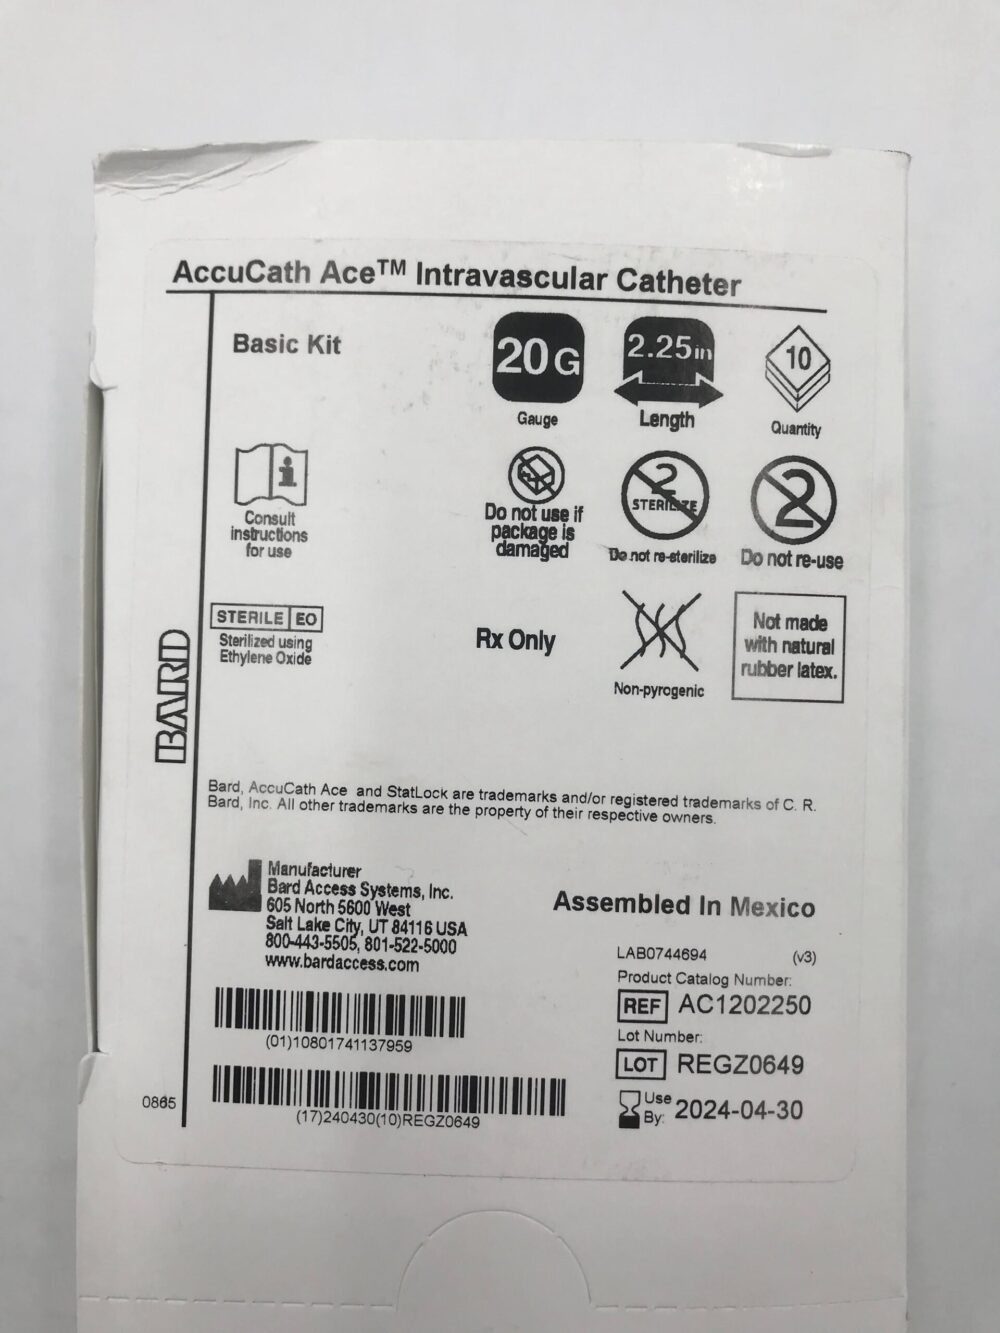 AccuCath Ace™ Intravascular Catheter
Basic Kit
20G
Gauge
2.25in
Length
10
Quantity
Consult
instructions
for use
Do not use if
package is
damaged
2
STERILIZE
Do not re-sterilize
2
Do not re-use
STERILE EO
Sterilized using
Ethylene Oxide
Rx Only
Non-pyrogenic
Not made
with natural
rubber latex.
BARD
Bard, AccuCath Ace and StatLock are trademarks and/or registered trademarks of C. R.
Bard, Inc. All other trademarks are the property of their respective owners.
Manufacturer
Bard Access Systems, Inc.
605 North 5600 West
Salt Lake City, UT 84116 USA
800-443-5505, 801-522-5000
www.bardaccess.com
(01)10801741137959
(17)240430(10)REGZ0649
0865
Assembled In Mexico
LAB0744694 (v3)
Product Catalog Number:
REF AC1202250
Lot Number:
LOT REGZ0649
Use
By: 2024-04-30